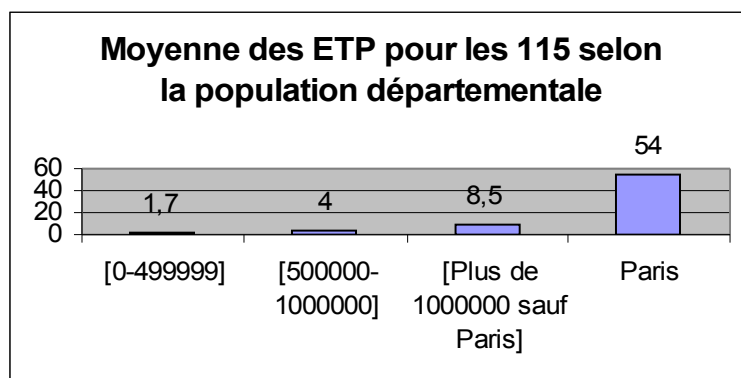 Moyenne des ETP pour les 115 selon
la population départementale
60
40
20
0
1,7
4
8,5
54
[0-499999]
[500000-
1000000]
[Plus de
1000000 sauf
Paris]
Paris